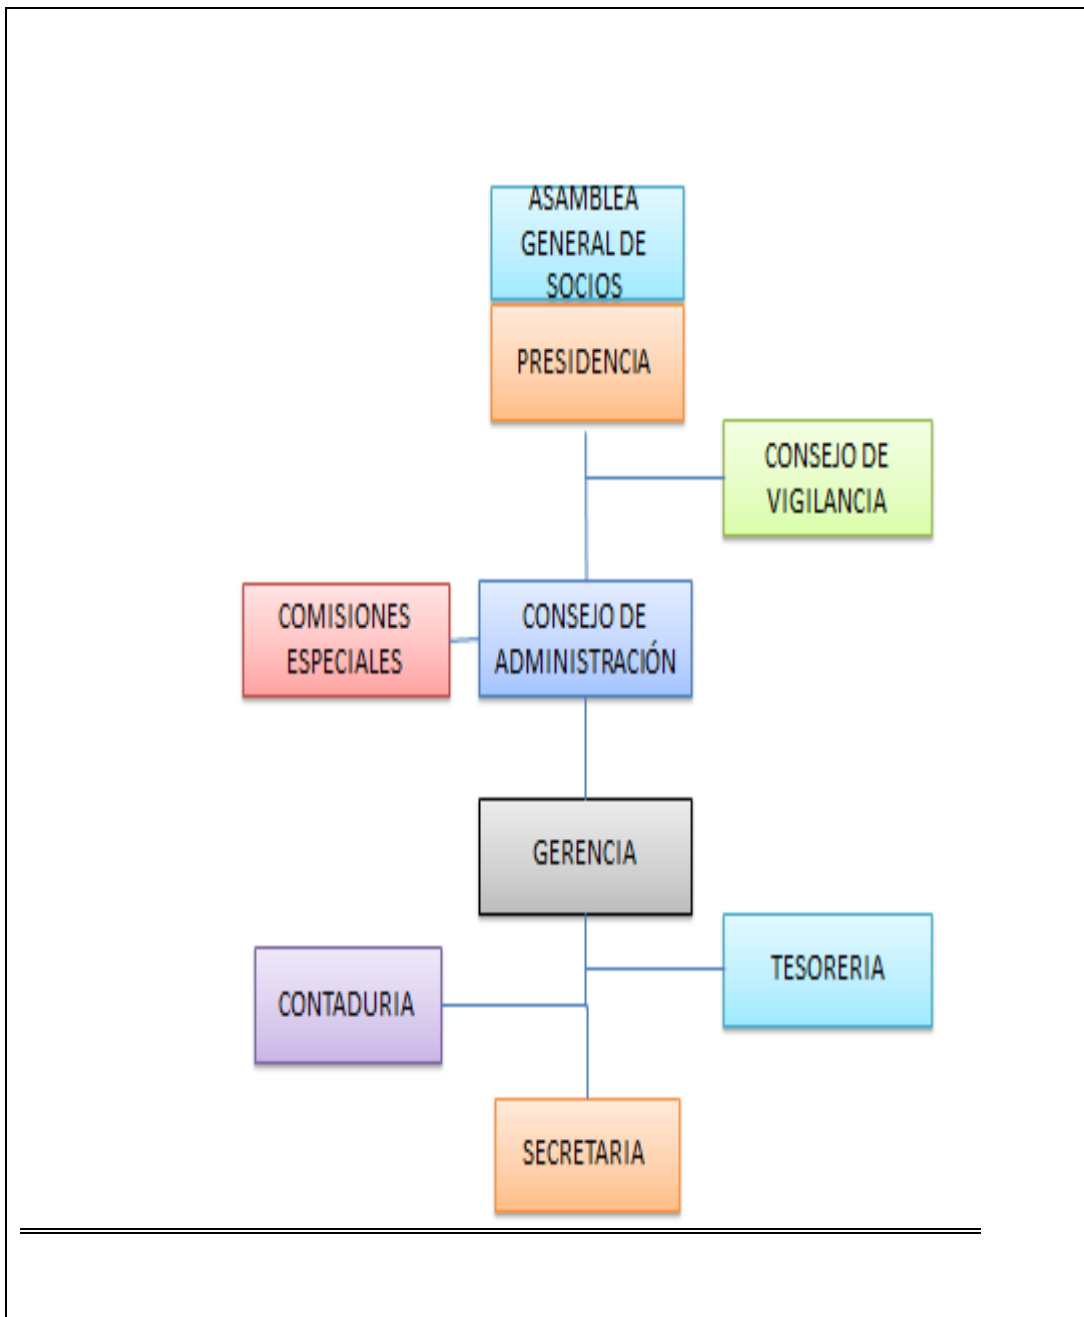 ASAMBLEA
GENERAL DE
SOCIOS
PRESIDENCIA
CONSEJO DE
VIGILANCIA
COMISIONES
ESPECIALES
CONSEJO DE
ADMINISTRACIÓN
GERENCIA
TESORERIA
CONTADURIA
SECRETARIA